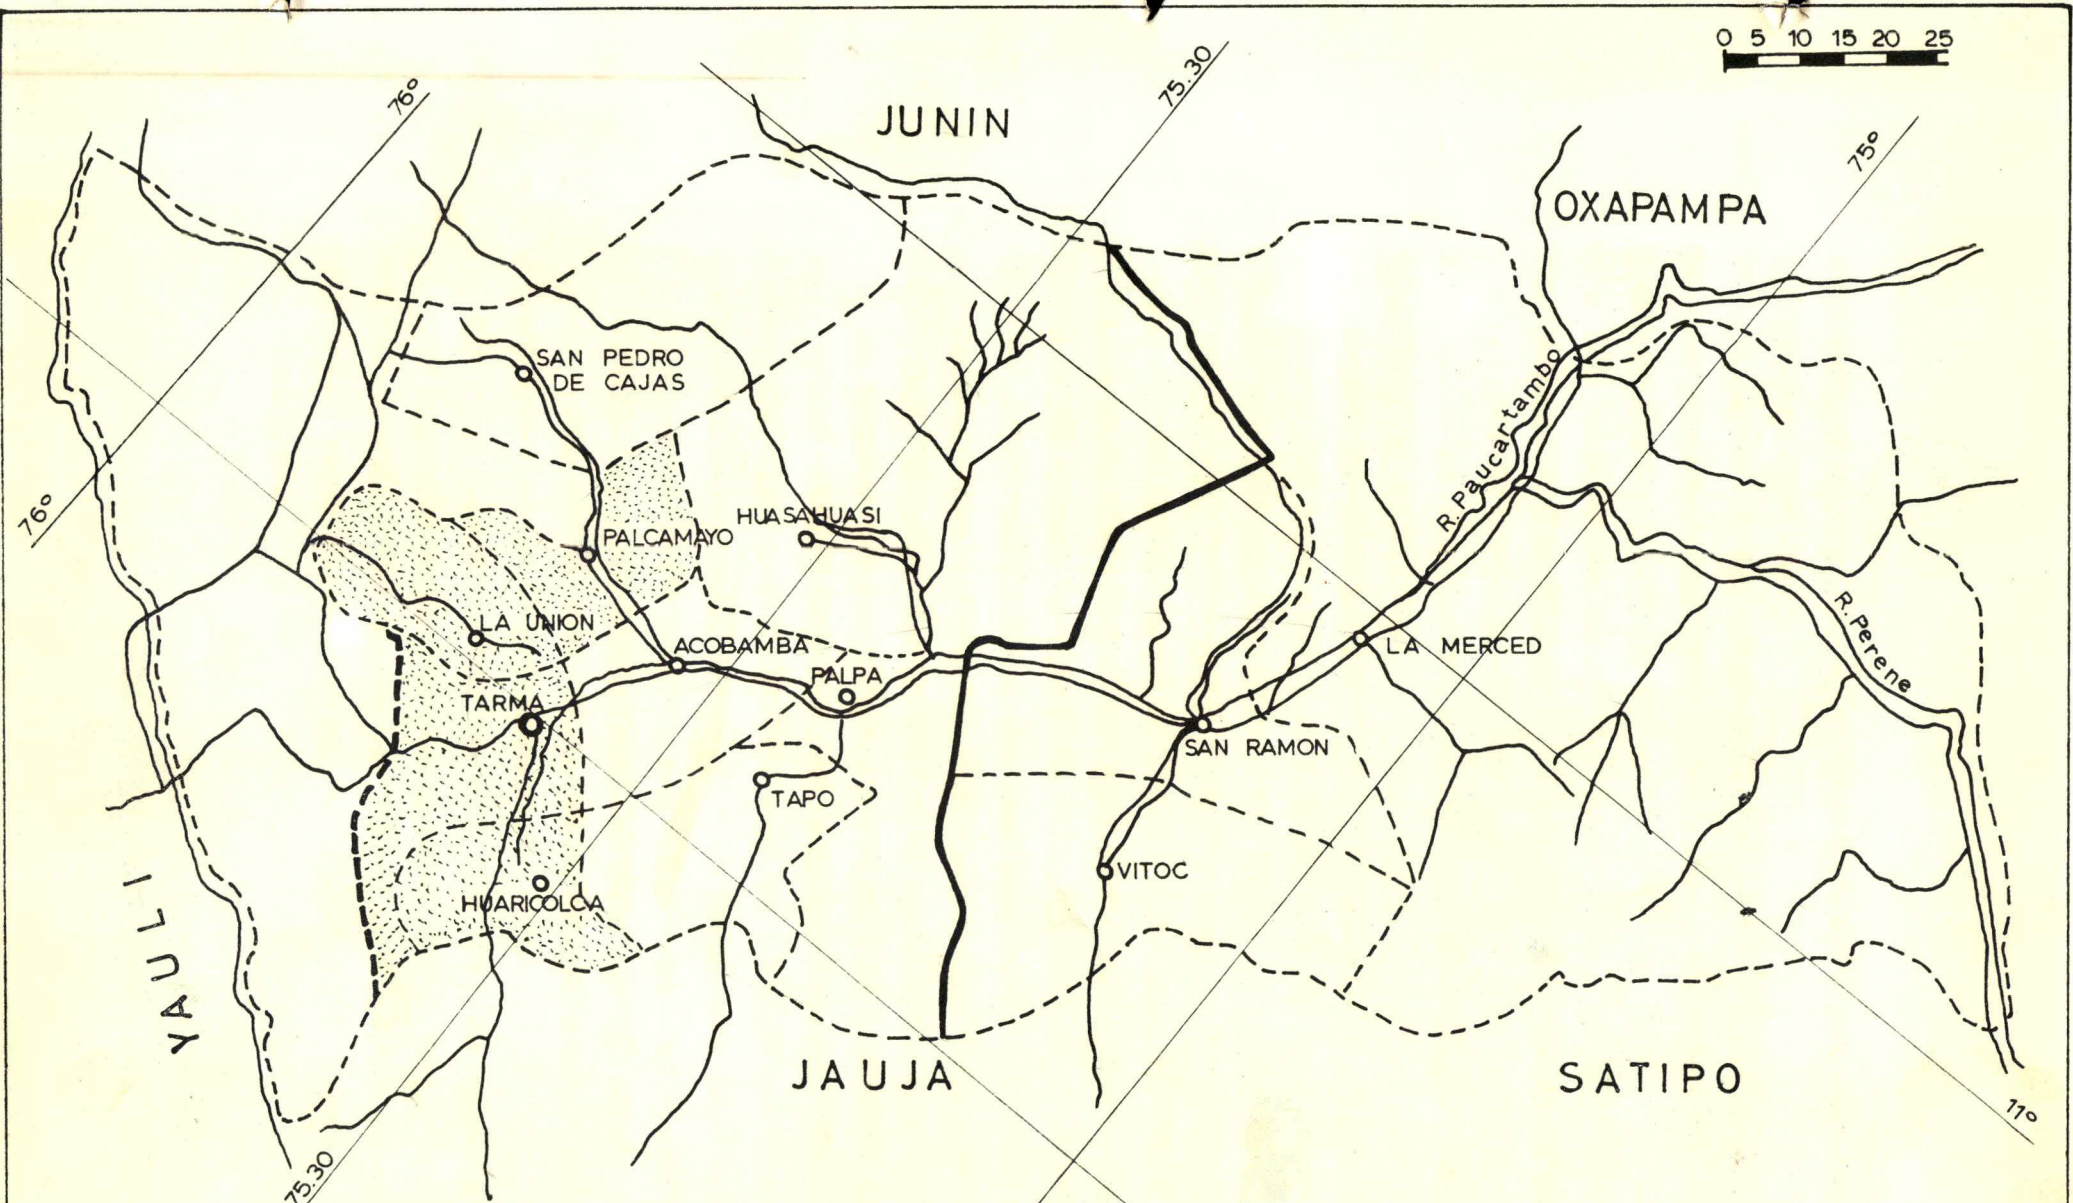 0 5 10 15 20 25
76°
75.30
JUNIN
75°
OXAPAMPA
SAN PEDRO
DE CAJAS
R. Paucartambo
76°
HUASAHUASI
PALCAMAYO
LA UNION
ACOBAMBA
LA MERCED
R. Perene
PALPA
TARMA
SAN RAMON
TAPO
VITOC
HUARICOLCA
YAULI
JAUJA
SATIPO
11°
75.30